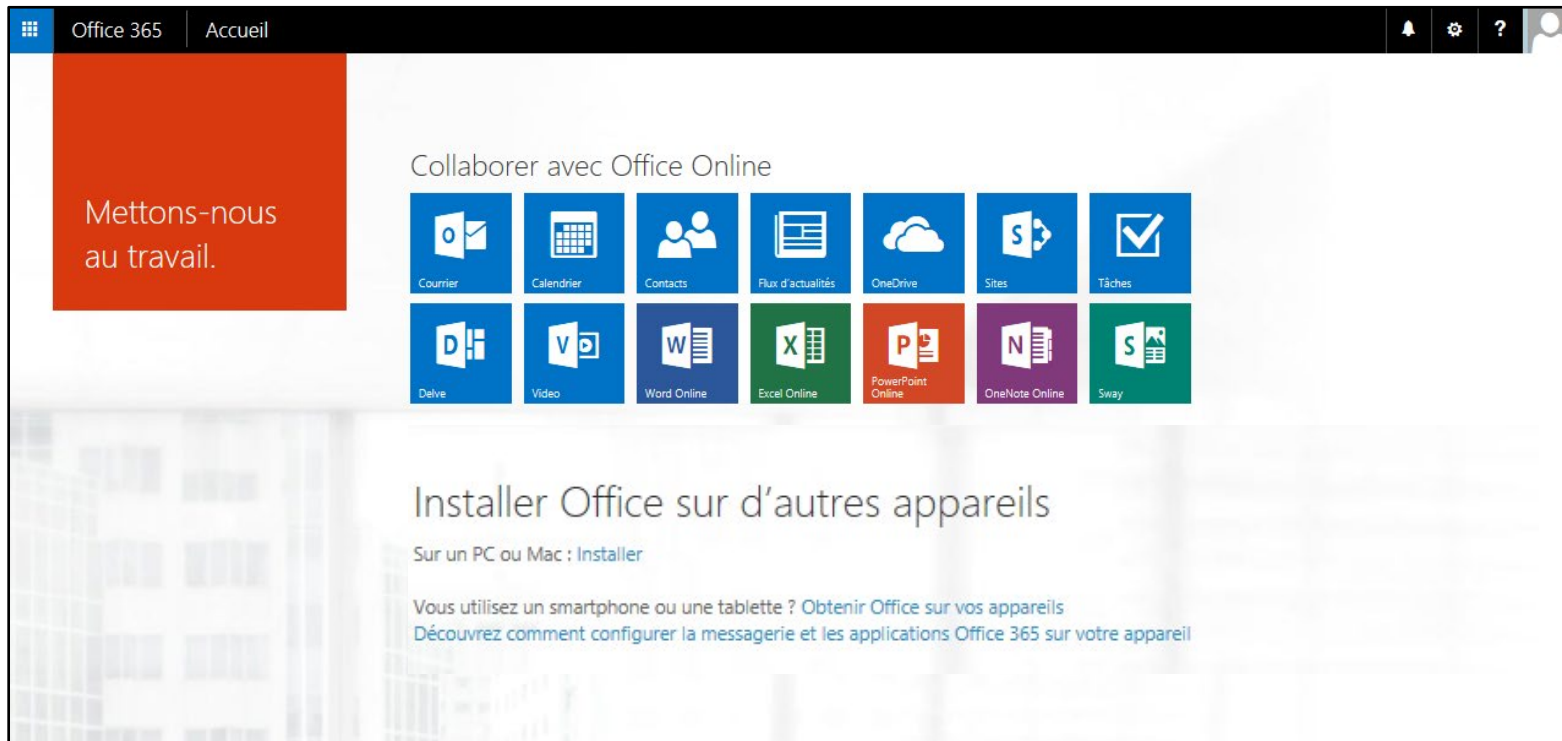 Office 365 Accueil ?
Mettons-nous
au travail.
Collaborer avec Office Online
Courrier Calendrier Contacts Flux d'actualités OneDrive Sites Tâches
Delve Video Word Online Excel Online PowerPoint Online OneNote Online Sway
Installer Office sur d'autres appareils
Sur un PC ou Mac : Installer
Vous utilisez un smartphone ou une tablette ? Obtenir Office sur vos appareils
Découvrez comment configurer la messagerie et les applications Office 365 sur votre appareil